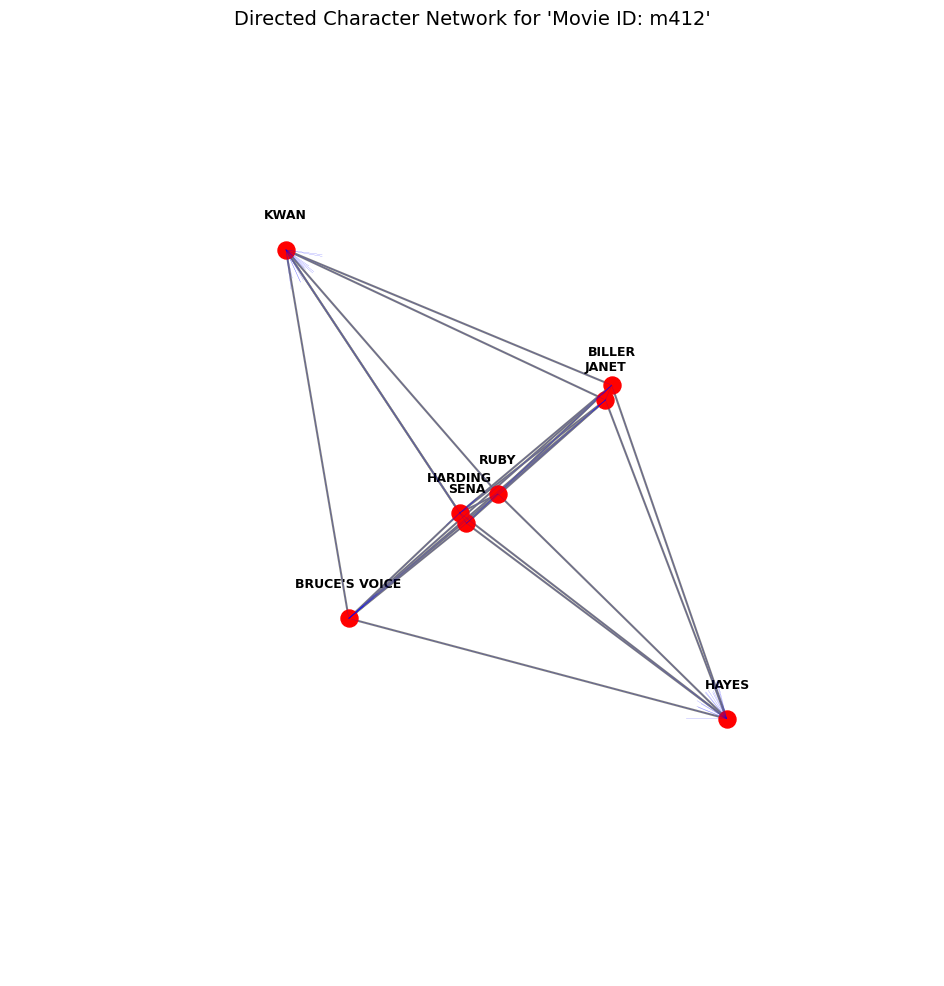 Directed Character Network for 'Movie ID: m412'
KWAN
BILLER
JANET
RUBY
HARDING
SENA
BRUCE'S VOICE
HAYES